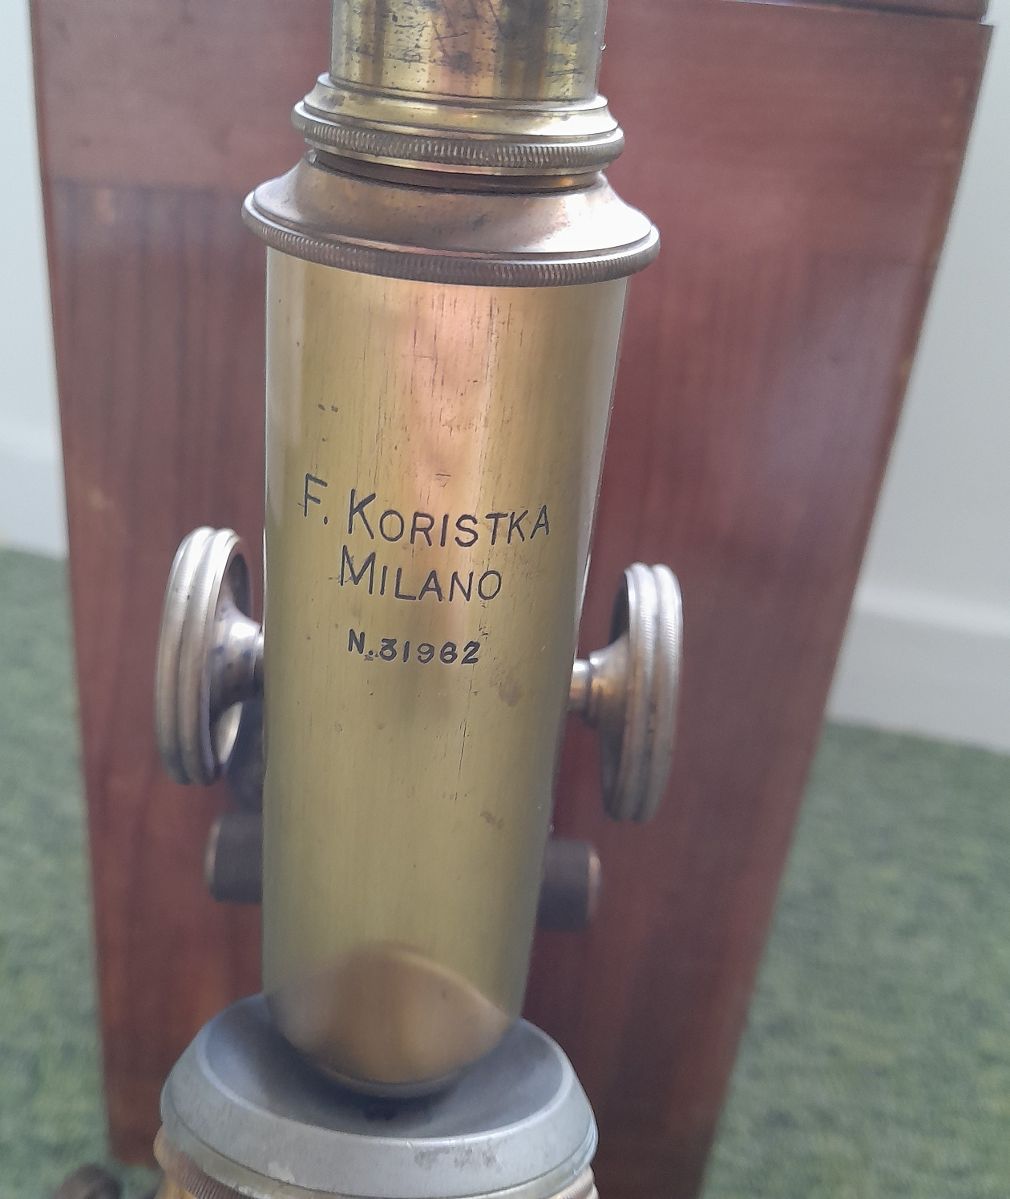 F. KORISTKA
MILANO
N. 31962